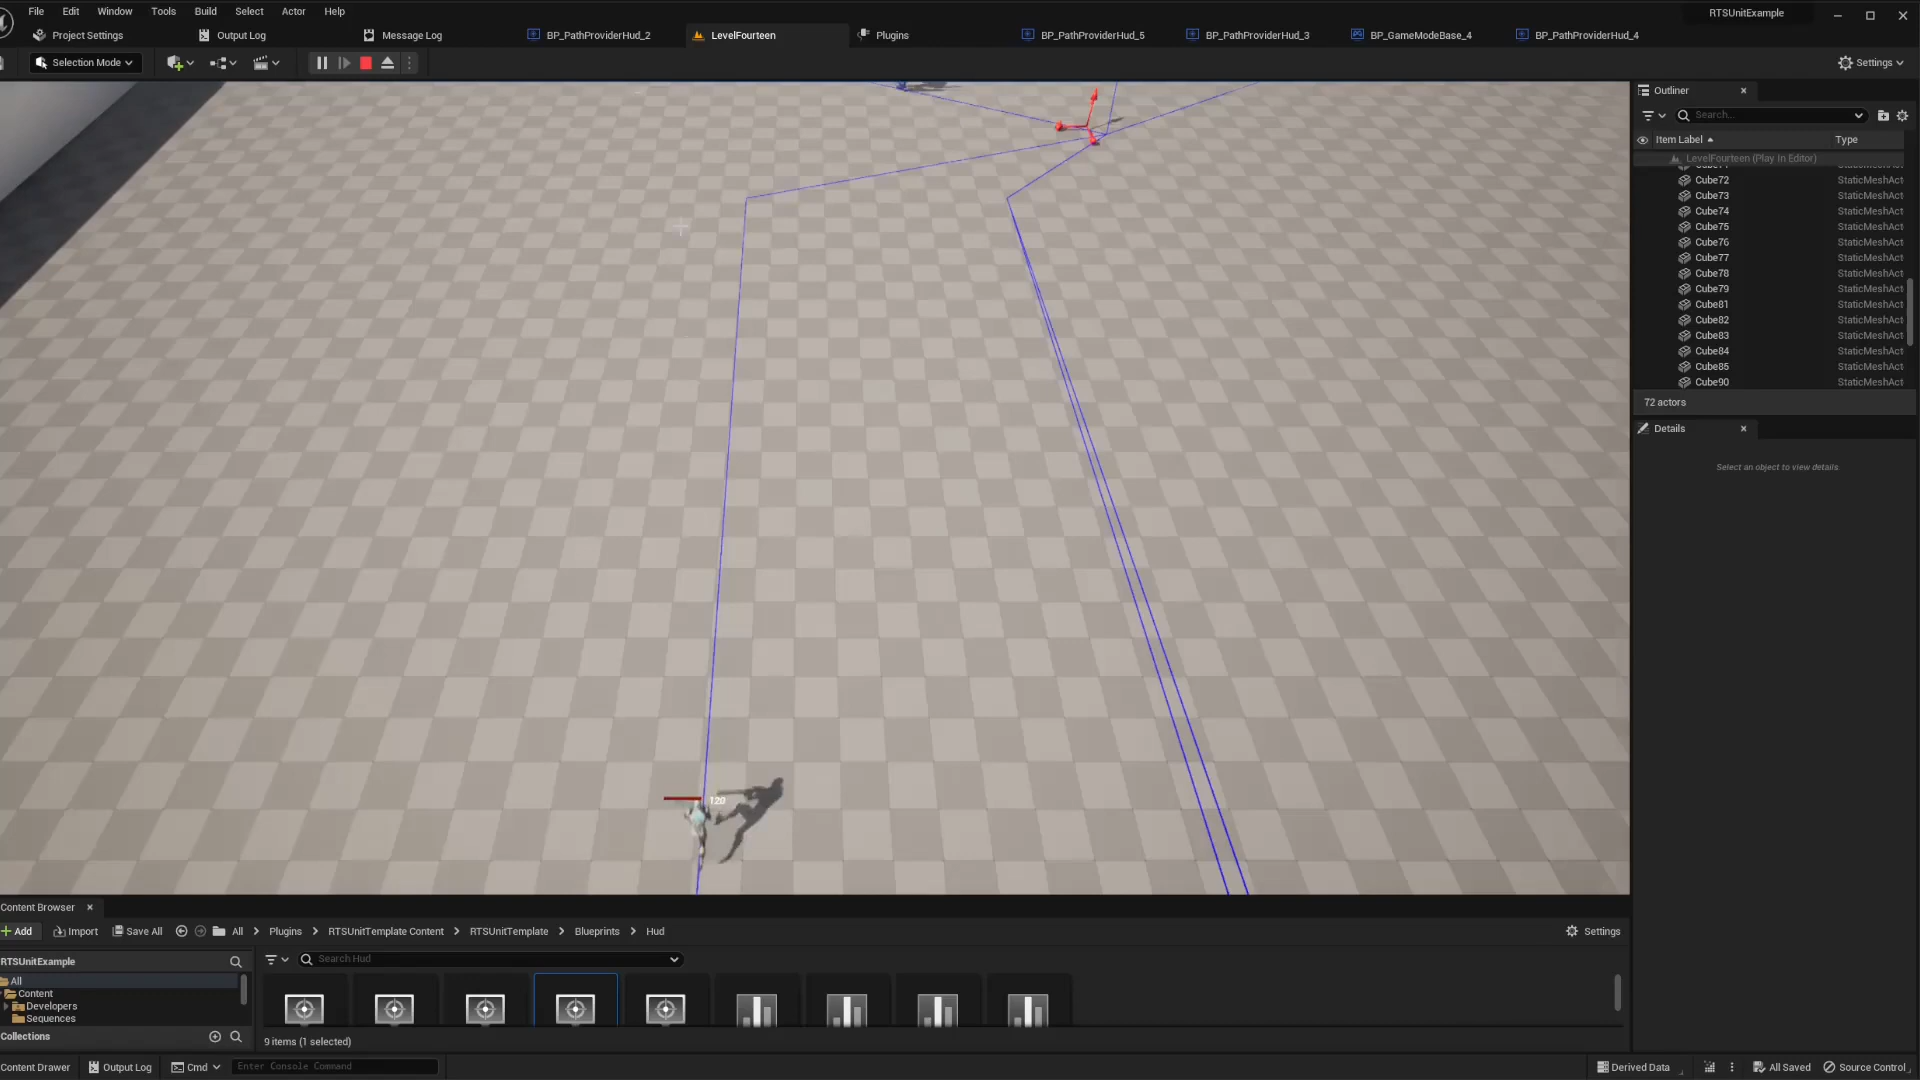 File Edit Window Tools Build Select Actor Help
RTSUnitExample
Project Settings
Output Log
Message Log
BP_PathProviderHud_2
LevelFourteen
Plugins
BP_PathProviderHud_5
BP_PathProviderHud_3
BP_GameModeBase_4
BP_PathProviderHud_4
Selection Mode
Settings
Outliner
Search...
Item Label
Type
LevelFourteen (Play In Editor)
Cube72 StaticMeshAct
Cube73 StaticMeshAct
Cube74 StaticMeshAct
Cube75 StaticMeshAct
Cube76 StaticMeshAct
Cube77 StaticMeshAct
Cube78 StaticMeshAct
Cube79 StaticMeshAct
Cube81 StaticMeshAct
Cube82 StaticMeshAct
Cube83 StaticMeshAct
Cube84 StaticMeshAct
Cube85 StaticMeshAct
Cube90 StaticMeshAct
72 actors
Details
Select an object to view details.
120
Content Browser
Add
Import
Save All
All
Plugins
RTSUnitTemplate Content
RTSUnitTemplate
Blueprints
Hud
Settings
RTSUnitExample
Search Hud
All
Content
Developers
Sequences
Collections
9 items (1 selected)
Content Drawer
Output Log
Cmd
Enter Console Command
Derived Data
All Saved
Source Control